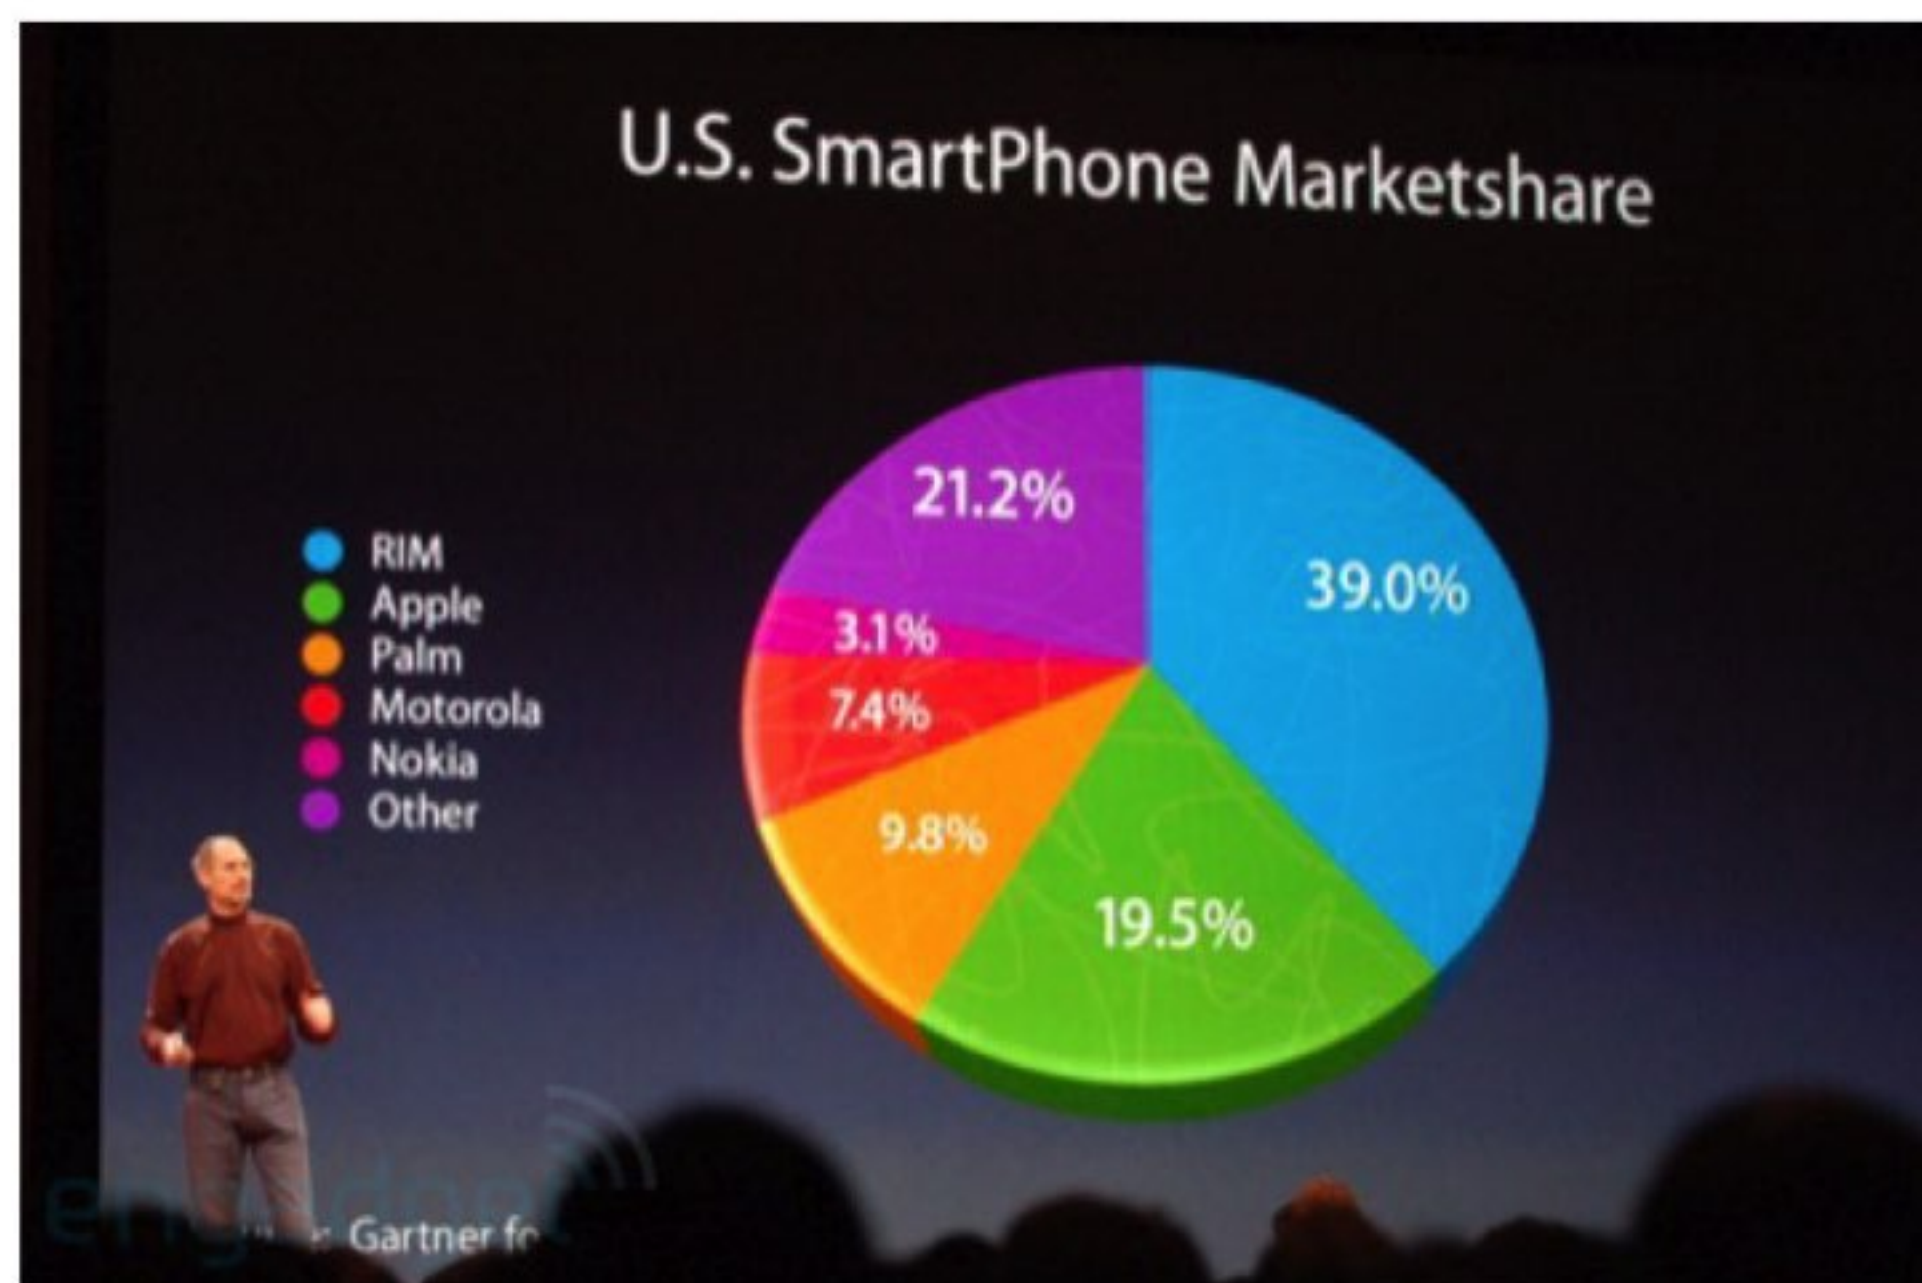 U.S. SmartPhone Marketshare
21.2%
39.0%
RIM
Apple
Palm
Motorola
Nokia
Other
3.1%
7.4%
9.8%
19.5%
engadget
Gartner